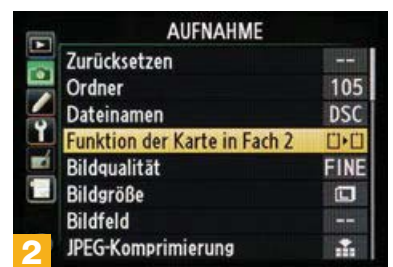 AUFNAHME
Zurücksetzen --
Ordner 105
Dateinamen DSC
Funktion der Karte in Fach 2
Bildqualität FINE
Bildgröße L
Bildfeld --
JPEG-Komprimierung
2